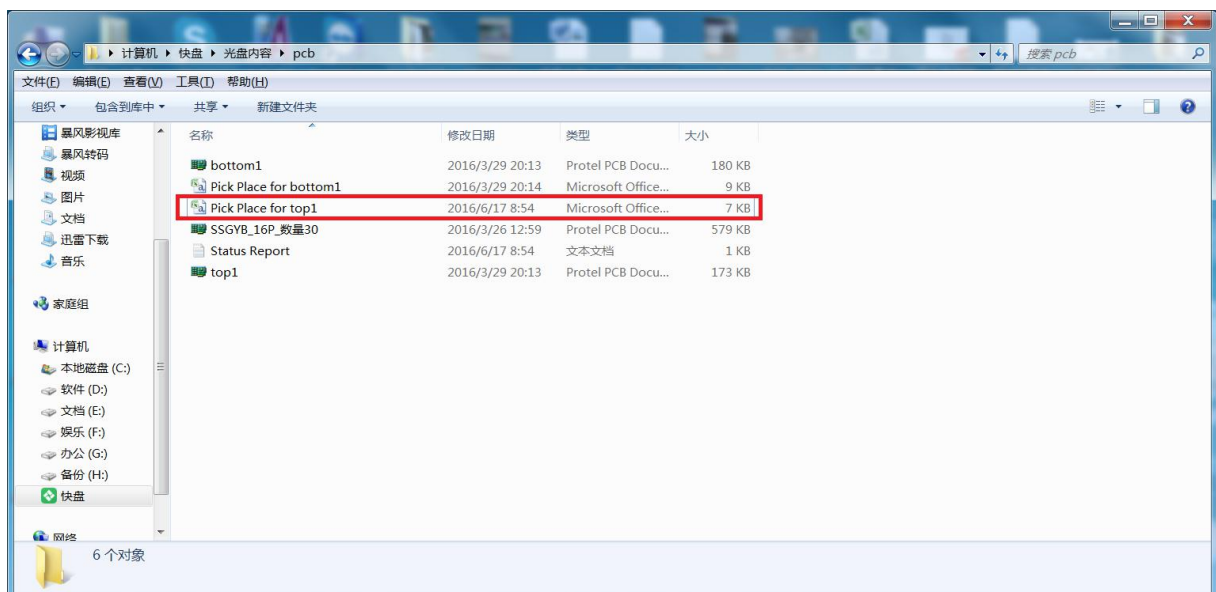 计算机 快盘 光盘内容 pcb 搜索 pcb
文件(F) 编辑(E) 查看(V) 工具(T) 帮助(H)
组织 包含到库中 共享 新建文件夹
名称 修改日期 类型 大小
暴风影视库
暴风转码
视频
图片
文档
迅雷下载
音乐
家庭组
计算机
本地磁盘 (C:)
软件 (D:)
文档 (E:)
娱乐 (F:)
办公 (G:)
备份 (H:)
快盘
网络
bottom1 2016/3/29 20:13 Protel PCB Docu... 180 KB
Pick Place for bottom1 2016/3/29 20:14 Microsoft Office... 9 KB
Pick Place for top1 2016/6/17 8:54 Microsoft Office... 7 KB
SSGYB_16P_数量30 2016/3/26 12:59 Protel PCB Docu... 579 KB
Status Report 2016/6/17 8:54 文本文档 1 KB
top1 2016/3/29 20:13 Protel PCB Docu... 173 KB
6 个对象